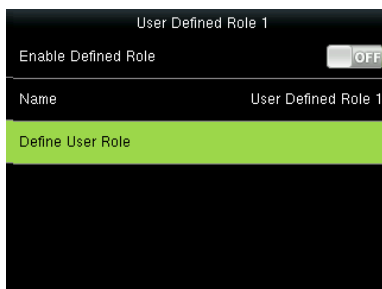 User Defined Role 1
Enable Defined Role OFF
Name User Defined Role 1
Define User Role